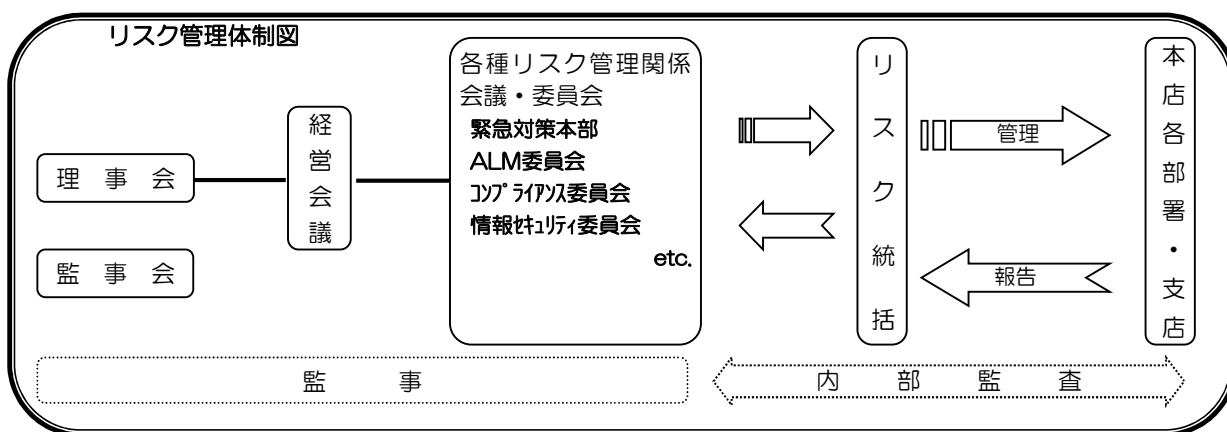 リスク管理体制図
理事会
監事会
経営会議
各種リスク管理関係
会議・委員会
緊急対策本部
ALM委員会
ｺﾝﾌﾟﾗｲｱﾝｽ委員会
情報ｾｷｭﾘﾃｨ委員会
etc.
リスク統括
管理
報告
本店各部署・支店
監事
内部監査